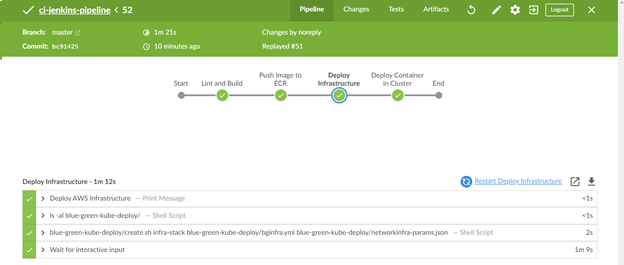 ci-jenkins-pipeline < 52
Pipeline Changes Tests Artifacts Logout
Branch: master 1m 21s Changes by noreply
Commit: bc91425 10 minutes ago Replayed #51
Start Lint and Build Push Image to ECR Deploy Infrastructure Deploy Container in Cluster End
Deploy Infrastructure - 1m 12s Restart Deploy Infrastructure
Deploy AWS Infrastructure — Print Message <1s
ls -al blue-green-kube-deploy/ — Shell Script <1s
blue-green-kube-deploy/create.sh infra-stack blue-green-kube-deploy/bginfra.yml blue-green-kube-deploy/networkinfra-params.json — Shell Script 2s
Wait for interactive input 1m 9s